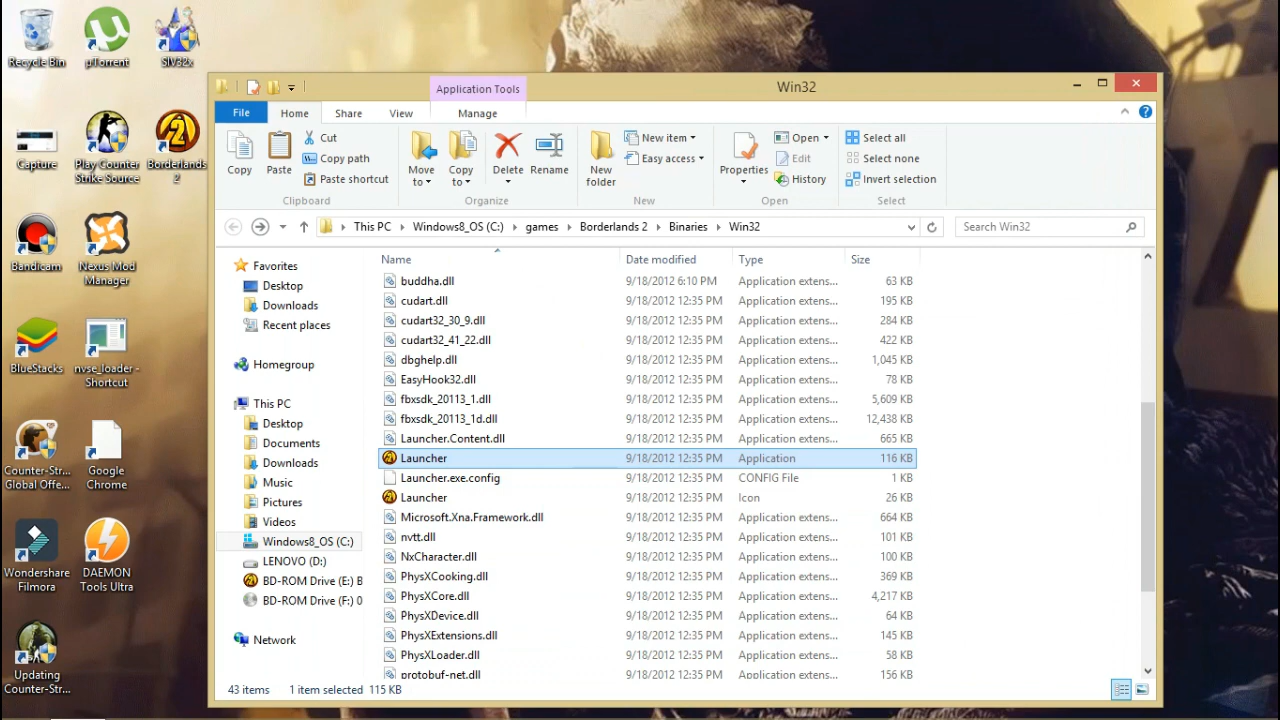 Recycle Bin
µTorrent
SIV32x
Capture
Play Counter
Strike Source
Borderlands
2
Bandicam
Nexus Mod
Manager
BlueStacks
nvse_loader -
Shortcut
Counter-Str...
Global Offe...
Google
Chrome
Wondershare
Filmora
DAEMON
Tools Ultra
Updating
Counter-Str...
Application Tools
Win32
File Home Share View Manage
Copy
Paste
Cut
Copy path
Paste shortcut
Clipboard
Move
to
Copy
to
Delete
Rename
Organize
New
folder
New item
Easy access
New
Properties
Open
Edit
History
Open
Select all
Select none
Invert selection
Select
This PC Windows8_OS (C:) games Borderlands 2 Binaries Win32
Search Win32
Favorites
Desktop
Downloads
Recent places
Homegroup
This PC
Desktop
Documents
Downloads
Music
Pictures
Videos
Windows8_OS (C:)
LENOVO (D:)
BD-ROM Drive (E:) B
BD-ROM Drive (F:) 0
Network
Name Date modified Type Size
buddha.dll 9/18/2012 6:10 PM Application extens... 63 KB
cudart.dll 9/18/2012 12:35 PM Application extens... 195 KB
cudart32_30_9.dll 9/18/2012 12:35 PM Application extens... 284 KB
cudart32_41_22.dll 9/18/2012 12:35 PM Application extens... 422 KB
dbghelp.dll 9/18/2012 12:35 PM Application extens... 1,045 KB
EasyHook32.dll 9/18/2012 12:35 PM Application extens... 78 KB
fbxsdk_20113_1.dll 9/18/2012 12:35 PM Application extens... 5,609 KB
fbxsdk_20113_1d.dll 9/18/2012 12:35 PM Application extens... 12,438 KB
Launcher.Content.dll 9/18/2012 12:35 PM Application extens... 665 KB
Launcher 9/18/2012 12:35 PM Application 116 KB
Launcher.exe.config 9/18/2012 12:35 PM CONFIG File 1 KB
Launcher 9/18/2012 12:35 PM Icon 26 KB
Microsoft.Xna.Framework.dll 9/18/2012 12:35 PM Application extens... 664 KB
nvtt.dll 9/18/2012 12:35 PM Application extens... 101 KB
NxCharacter.dll 9/18/2012 12:35 PM Application extens... 100 KB
PhysXCooking.dll 9/18/2012 12:35 PM Application extens... 369 KB
PhysXCore.dll 9/18/2012 12:35 PM Application extens... 4,217 KB
PhysXDevice.dll 9/18/2012 12:35 PM Application extens... 64 KB
PhysXExtensions.dll 9/18/2012 12:35 PM Application extens... 145 KB
PhysXLoader.dll 9/18/2012 12:35 PM Application extens... 58 KB
protobuf-net.dll 9/18/2012 12:35 PM Application extens... 156 KB
43 items 1 item selected 115 KB